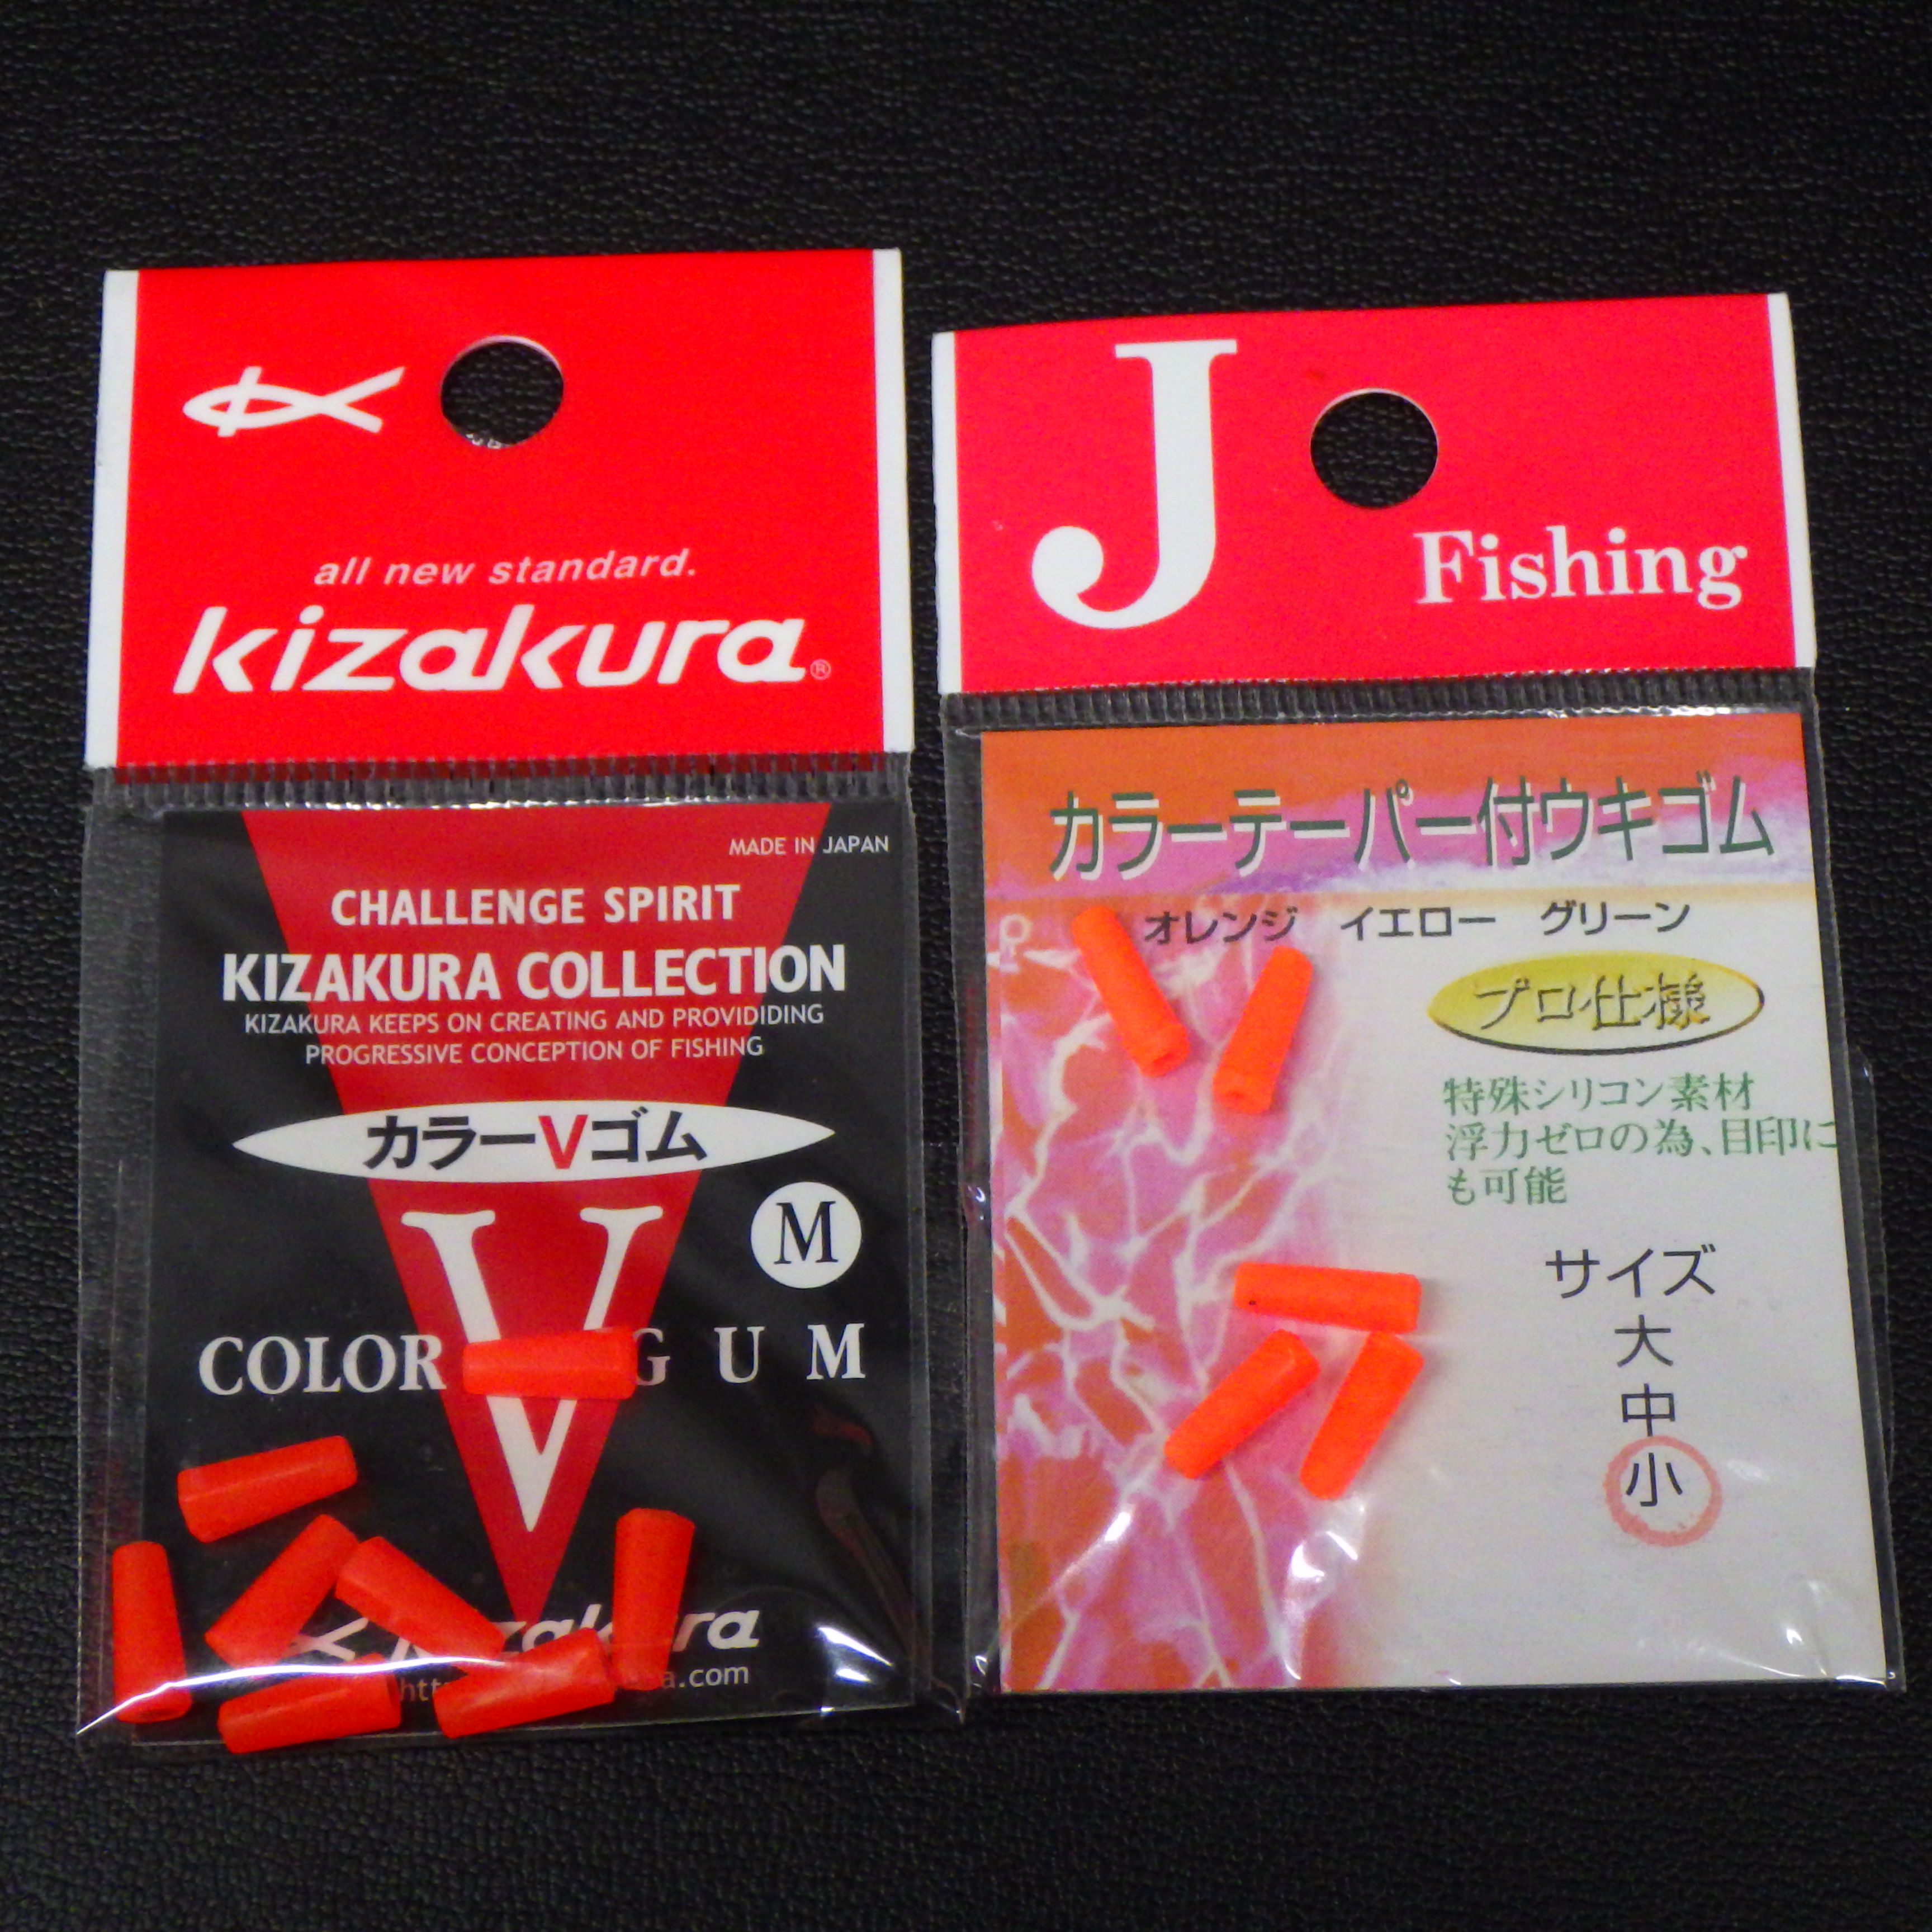 all new standard.
kizakura®
MADE IN JAPAN
CHALLENGE SPIRIT
KIZAKURA COLLECTION
KIZAKURA KEEPS ON CREATING AND PROVIDIDING
PROGRESSIVE CONCEPTION OF FISHING
カラーVゴム
V
M
COLOR GUM
.com
J
Fishing
カラーテーパー付ウキゴム
オレンジ イエロー グリーン
プロ仕様
特殊シリコン素材
浮力ゼロの為、目印に
も可能
サイズ
大
中
小